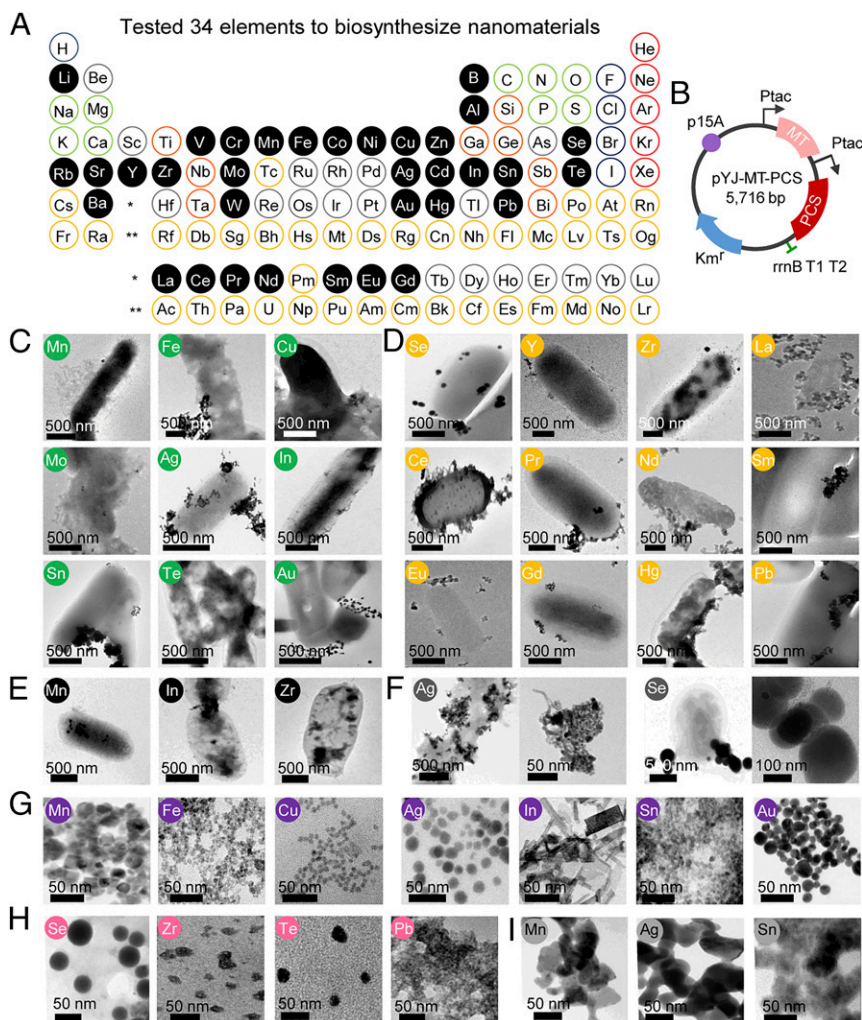 A
Tested 34 elements to biosynthesize nanomaterials
H He
Li Be B C N O F Ne
Na Mg Al Si P S Cl Ar
K Ca Sc Ti V Cr Mn Fe Co Ni Cu Zn Ga Ge As Se Br Kr
Rb Sr Y Zr Nb Mo Tc Ru Rh Pd Ag Cd In Sn Sb Te I Xe
Cs Ba * Hf Ta W Re Os Ir Pt Au Hg Tl Pb Bi Po At Rn
Fr Ra ** Rf Db Sg Bh Hs Mt Ds Rg Cn Nh Fl Mc Lv Ts Og
* La Ce Pr Nd Pm Sm Eu Gd Tb Dy Ho Er Tm Yb Lu
** Ac Th Pa U Np Pu Am Cm Bk Cf Es Fm Md No Lr
B
Ptac
p15A
MT
Ptac
pYJ-MT-PCS
5,716 bp
PCS
Kmr
rrnB T1 T2
C
Mn Fe Cu
500 nm 500 nm 500 nm
Mo Ag In
500 nm 500 nm 500 nm
Sn Te Au
500 nm 500 nm 500 nm
D
Se Y Zr La
500 nm 500 nm 500 nm 500 nm
Ce Pr Nd Sm
500 nm 500 nm 500 nm 500 nm
Eu Gd Hg Pb
500 nm 500 nm 500 nm 500 nm
E
Mn In Zr
500 nm 500 nm 500 nm
F
Ag Se
500 nm 50 nm 500 nm 100 nm
G
Mn Fe Cu Ag In Sn Au
50 nm 50 nm 50 nm 50 nm 50 nm 50 nm 50 nm
H
Se Zr Te Pb
50 nm 50 nm 50 nm 50 nm
I
Mn Ag Sn
50 nm 50 nm 50 nm